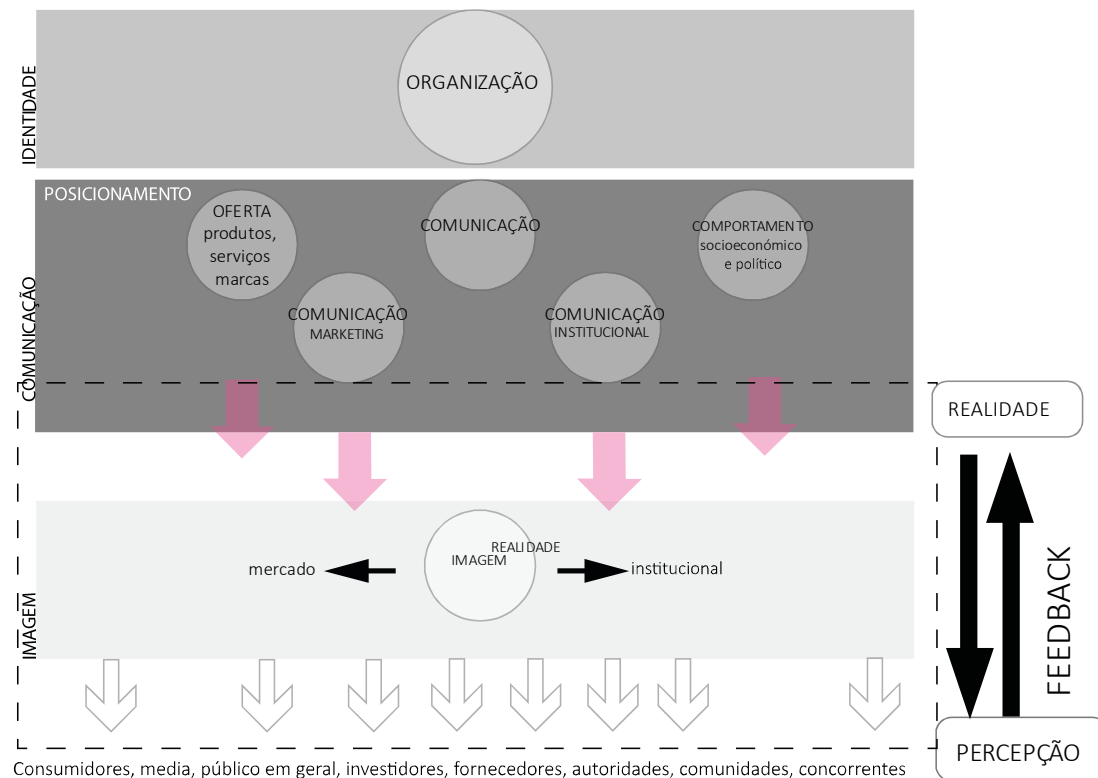 IDENTIDADE
ORGANIZAÇÃO
COMUNICAÇÃO
POSICIONAMENTO
OFERTA
produtos,
serviços
marcas
COMUNICAÇÃO
COMPORTAMENTO
socioeconómico
e político
COMUNICAÇÃO
MARKETING
COMUNICAÇÃO
INSTITUCIONAL
REALIDADE
IMAGEM
mercado
IMAGEM
REALIDADE
institucional
FEEDBACK
PERCEPÇÃO
Consumidores, media, público em geral, investidores, fornecedores, autoridades, comunidades, concorrentes